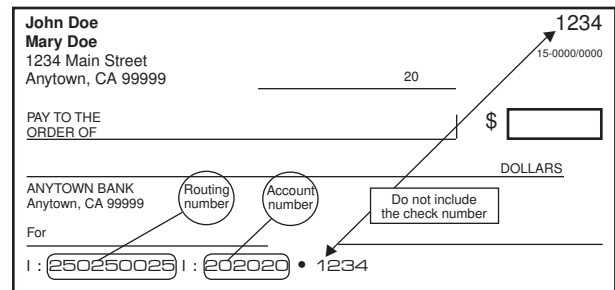 John Doe 1234
Mary Doe
1234 Main Street 15-0000/0000
Anytown, CA 99999 20
PAY TO THE
ORDER OF $
DOLLARS
ANYTOWN BANK
Anytown, CA 99999
Routing
number
Account
number
Do not include
the check number
For
I : 250250025 I : 202020 • 1234